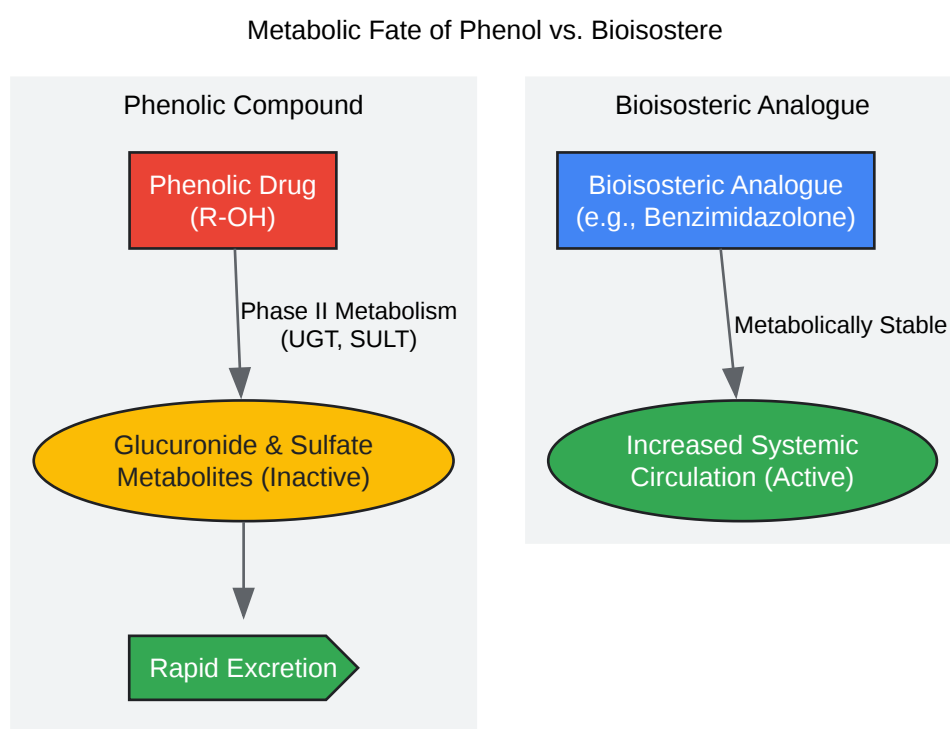 Metabolic Fate of Phenol vs. Bioisostere
Phenolic Compound
Phenolic Drug
(R-OH)
Phase II Metabolism
(UGT, SULT)
Glucuronide & Sulfate
Metabolites (Inactive)
Rapid Excretion
Bioisosteric Analogue
Bioisosteric Analogue
(e.g., Benzimidazolone)
Metabolically Stable
Increased Systemic
Circulation (Active)